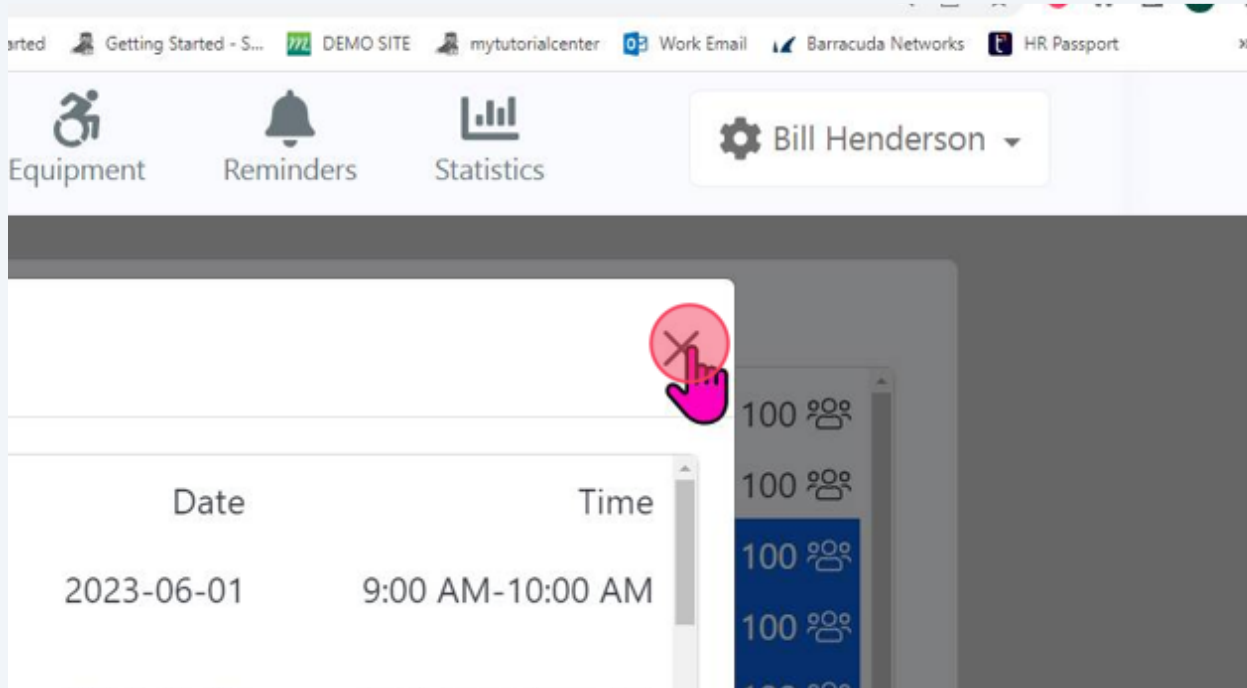 arted Getting Started - S... DEMO SITE mytutorialcenter Work Email Barracuda Networks HR Passport »
Equipment Reminders Statistics Bill Henderson
100
100
Date Time 100
2023-06-01 9:00 AM-10:00 AM
100